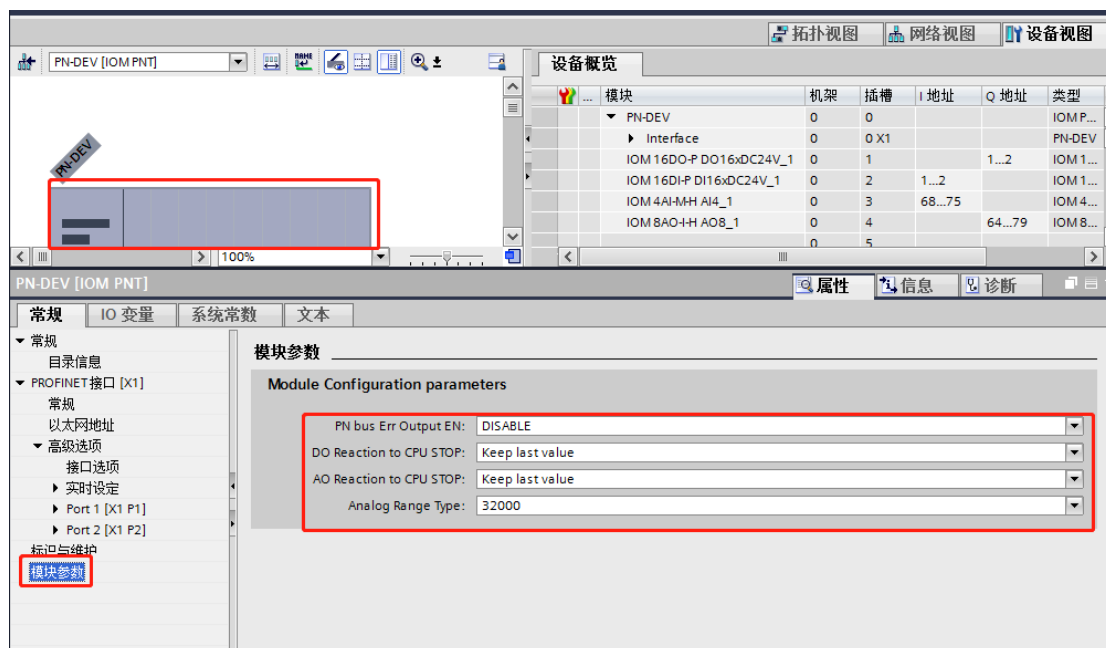 拓扑视图 网络视图 设备视图
PN-DEV [IOM PNT]
设备概览
... 模块 机架 插槽 I 地址 Q 地址 类型
PN-DEV 0 0 IOM P...
Interface 0 0 X1 PN-DEV
IOM 16DO-P DO16xDC24V_1 0 1 1...2 IOM 1...
IOM 16DI-P DI16xDC24V_1 0 2 1...2 IOM 1...
IOM 4AI-M-H AI4_1 0 3 68...75 IOM 4...
IOM 8AO-I-H AO8_1 0 4 64...79 IOM 8...
0 5
PN-DEV
100%
PN-DEV [IOM PNT]
属性 信息 诊断
常规 IO 变量 系统常数 文本
常规
目录信息
PROFINET接口 [X1]
常规
以太网地址
高级选项
接口选项
实时设定
Port 1 [X1 P1]
Port 2 [X1 P2]
标识与维护
模块参数
模块参数
Module Configuration parameters
PN bus Err Output EN: DISABLE
DO Reaction to CPU STOP: Keep last value
AO Reaction to CPU STOP: Keep last value
Analog Range Type: 32000